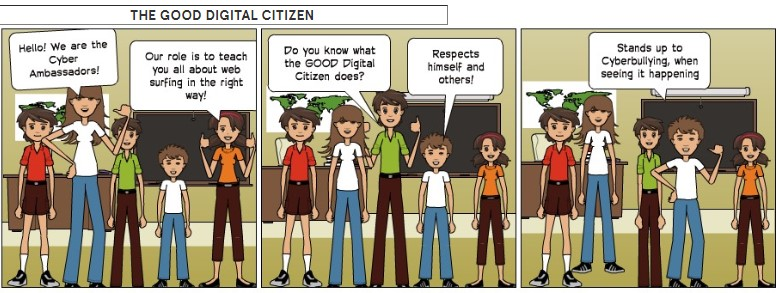 THE GOOD DIGITAL CITIZEN
Hello! We are the
Cyber
Ambassadors!
Our role is to teach
you all about web
surfing in the right
way!
Do you know what
the GOOD Digital
Citizen does?
Respects
himself and
others!
Stands up to
Cyberbullying, when
seeing it happening